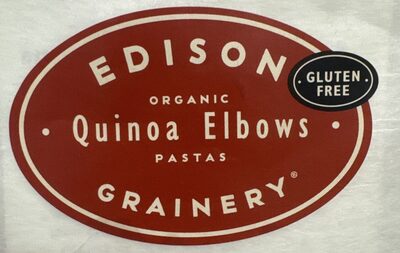 EDISON
GLUTEN
FREE
ORGANIC
Quinoa Elbows
PASTAS
GRAINERY®